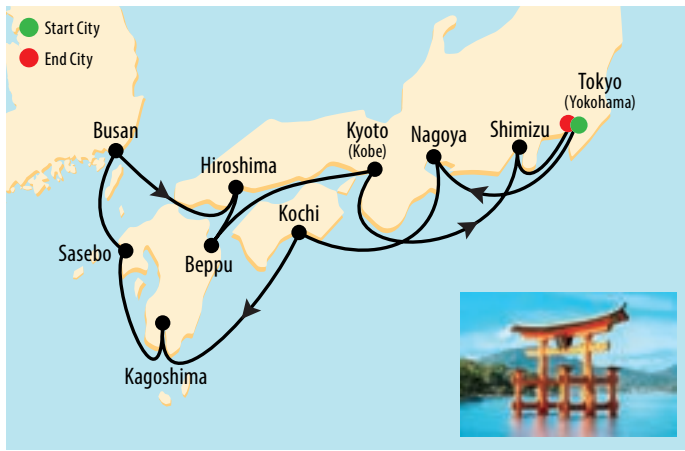 Start City
End City
Tokyo
(Yokohama)
Busan
Kyoto
(Kobe)
Nagoya
Shimizu
Hiroshima
Kochi
Sasebo
Beppu
Kagoshima